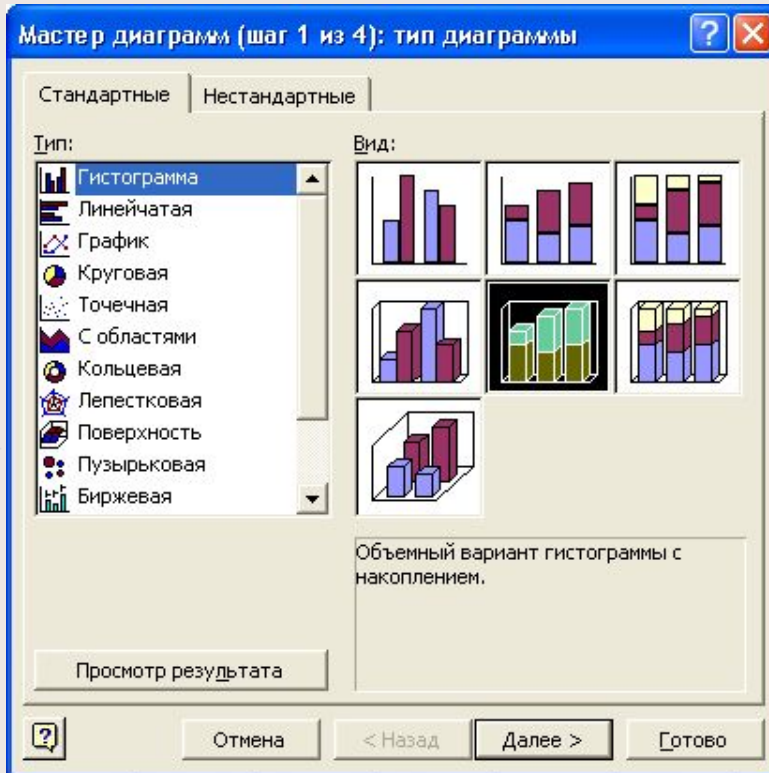 Мастер диаграмм (шаг 1 из 4): тип диаграммы
Стандартные
Нестандартные
Тип:
Гистограмма
Линейчатая
График
Круговая
Точечная
С областями
Кольцевая
Лепестковая
Поверхность
Пузырьковая
Биржевая
Вид:
Объемный вариант гистограммы с
накоплением.
Просмотр результата
Отмена
< Назад
Далее >
Готово